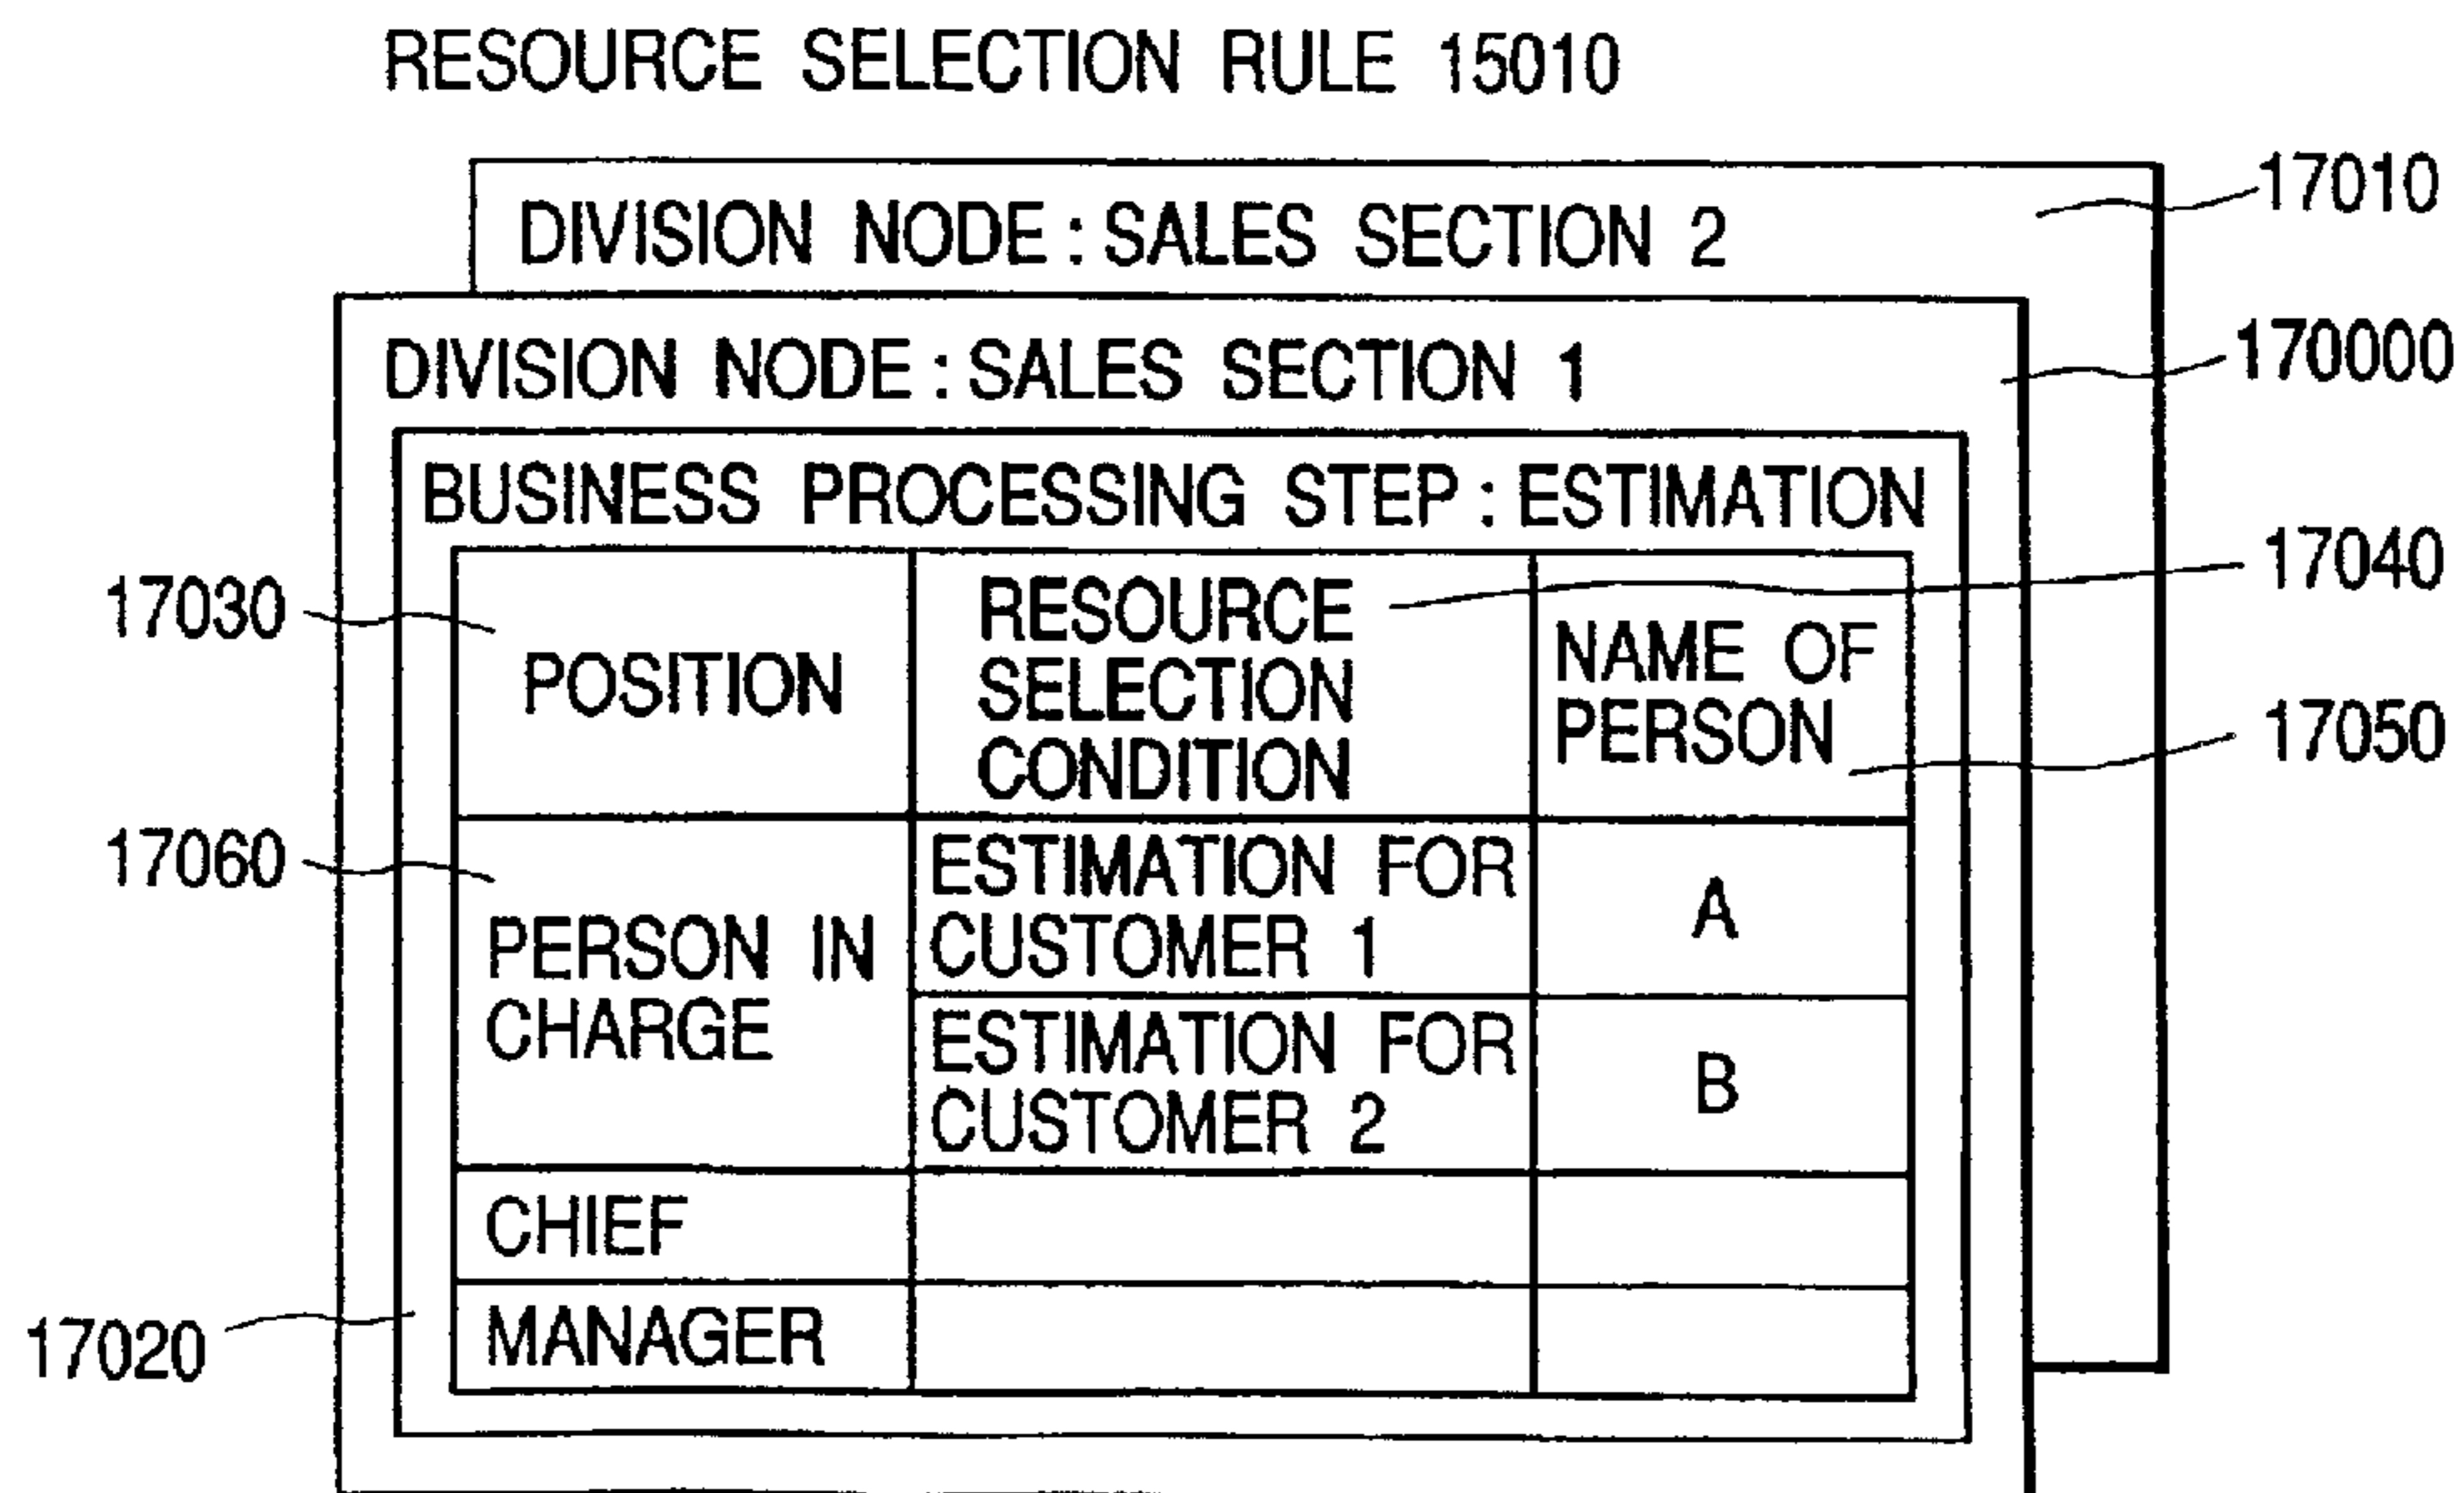 RESOURCE SELECTION RULE 15010
17010
DIVISION NODE : SALES SECTION 2
170000
DIVISION NODE : SALES SECTION 1
BUSINESS PROCESSING STEP : ESTIMATION
17030
17040
POSITION
RESOURCE
SELECTION
CONDITION
NAME OF
PERSON
17050
17060
PERSON IN
CHARGE
ESTIMATION FOR
CUSTOMER 1
A
ESTIMATION FOR
CUSTOMER 2
B
CHIEF
17020
MANAGER